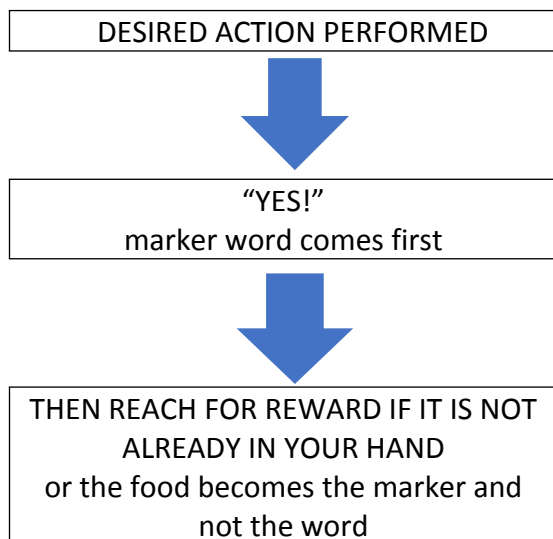 DESIRED ACTION PERFORMED
“YES!”
marker word comes first
THEN REACH FOR REWARD IF IT IS NOT
ALREADY IN YOUR HAND
or the food becomes the marker and
not the word